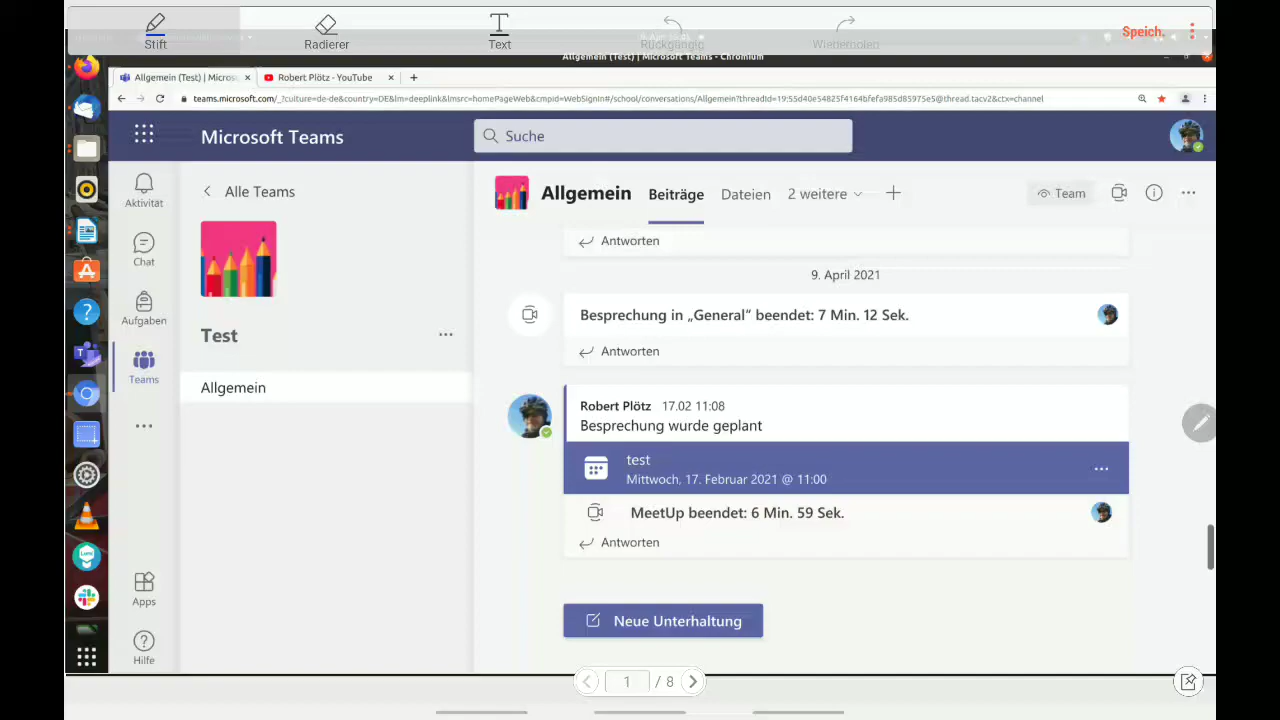 Stift
Radierer
Text
Rückgängig
Wiederholen
Speich.
Allgemein (Test) | Microsoft Teams - Chromium
Allgemein (Test) | Micros
Robert Plötz - YouTube
teams.microsoft.com/_?culture=de-de&country=DE&lm=deeplink&lmsrc=homePageWeb&cmpid=WebSignIn#/school/conversations/Allgemein?threadId=19:55d40e54825f4164bfefa985d85975e5@thread.tacv2&ctx=channel
Microsoft Teams
Suche
Aktivität
Chat
Aufgaben
Teams
Apps
Hilfe
Alle Teams
Test
Allgemein
Allgemein
Beiträge
Dateien
2 weitere
Team
Antworten
9. April 2021
Besprechung in „General“ beendet: 7 Min. 12 Sek.
Antworten
Robert Plötz 17.02 11:08
Besprechung wurde geplant
test
Mittwoch, 17. Februar 2021 @ 11:00
MeetUp beendet: 6 Min. 59 Sek.
Antworten
Neue Unterhaltung
1 / 8